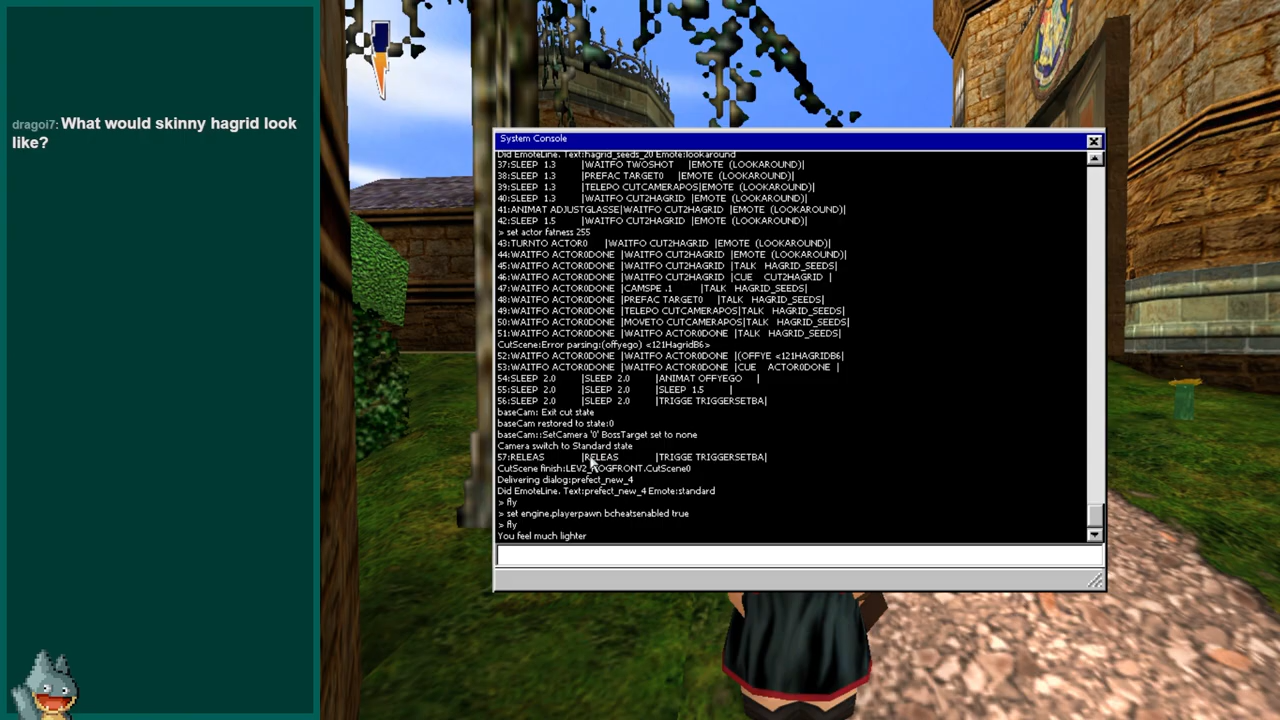 dragoi7: What would skinny hagrid look
like?
System Console
Did EmoteLine. Text:hagrid_seeds_20 Emote:lookaround
37:SLEEP 1.3 |WAITFO TWOSHOT |EMOTE (LOOKAROUND)|
38:SLEEP 1.3 |PREFAC TARGET0 |EMOTE (LOOKAROUND)|
39:SLEEP 1.3 |TELEPO CUTCAMERAPOS|EMOTE (LOOKAROUND)|
40:SLEEP 1.3 |WAITFO CUT2HAGRID |EMOTE (LOOKAROUND)|
41:ANIMAT ADJUSTGLASSE|WAITFO CUT2HAGRID |EMOTE (LOOKAROUND)|
42:SLEEP 1.5 |WAITFO CUT2HAGRID |EMOTE (LOOKAROUND)|
> set actor fatness 255
43:TURNTO ACTOR0 |WAITFO CUT2HAGRID |EMOTE (LOOKAROUND)|
44:WAITFO ACTOR0DONE |WAITFO CUT2HAGRID |EMOTE (LOOKAROUND)|
45:WAITFO ACTOR0DONE |WAITFO CUT2HAGRID |TALK HAGRID_SEEDS|
46:WAITFO ACTOR0DONE |WAITFO CUT2HAGRID |CUE CUT2HAGRID |
47:WAITFO ACTOR0DONE |CAMSPE .1 |TALK HAGRID_SEEDS|
48:WAITFO ACTOR0DONE |PREFAC TARGET0 |TALK HAGRID_SEEDS|
49:WAITFO ACTOR0DONE |TELEPO CUTCAMERAPOS|TALK HAGRID_SEEDS|
50:WAITFO ACTOR0DONE |MOVETO CUTCAMERAPOS|TALK HAGRID_SEEDS|
51:WAITFO ACTOR0DONE |WAITFO ACTOR0DONE |TALK HAGRID_SEEDS|
CutScene:Error parsing:(offyego) <121HagridB6>
52:WAITFO ACTOR0DONE |WAITFO ACTOR0DONE |(OFFYE <121HAGRIDB6|
53:WAITFO ACTOR0DONE |WAITFO ACTOR0DONE |CUE ACTOR0DONE |
54:SLEEP 2.0 |SLEEP 2.0 |ANIMAT OFFYEGO |
55:SLEEP 2.0 |SLEEP 2.0 |SLEEP 1.5 |
56:SLEEP 2.0 |SLEEP 2.0 |TRIGGE TRIGGERSETBA|
baseCam: Exit cut state
baseCam restored to state:0
baseCam::SetCamera '0' BossTarget set to none
Camera switch to Standard state
57:RELEAS |RELEAS |TRIGGE TRIGGERSETBA|
CutScene finish:LEV2_HOGFRONT.CutScene0
Delivering dialog:prefect_new_4
Did EmoteLine. Text:prefect_new_4 Emote:standard
> fly
> set engine.playerpawn bcheatsenabled true
> fly
You feel much lighter